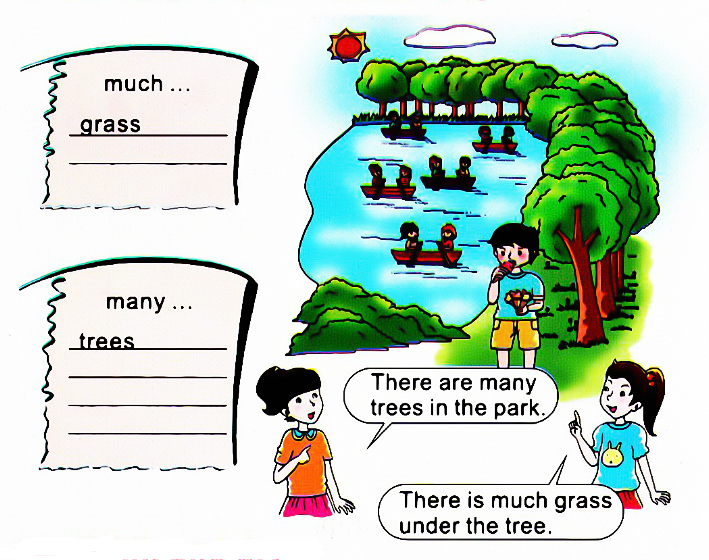 much ...
grass
many ...
trees
There are many
trees in the park.
There is much grass
under the tree.